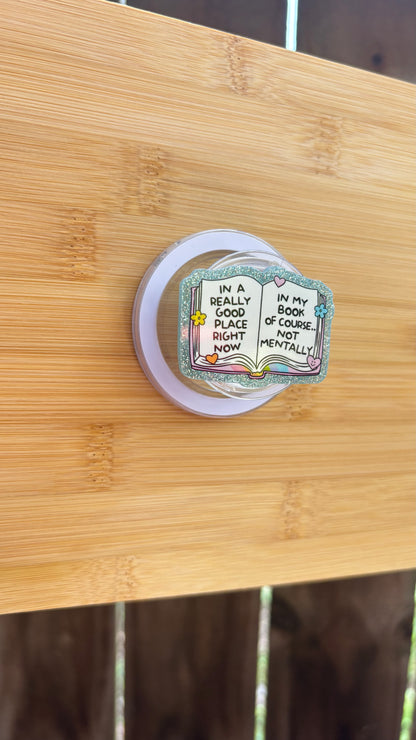 IN A
REALLY
GOOD
PLACE
RIGHT
NOW
IN MY
BOOK
OF COURSE..
NOT
MENTALLY